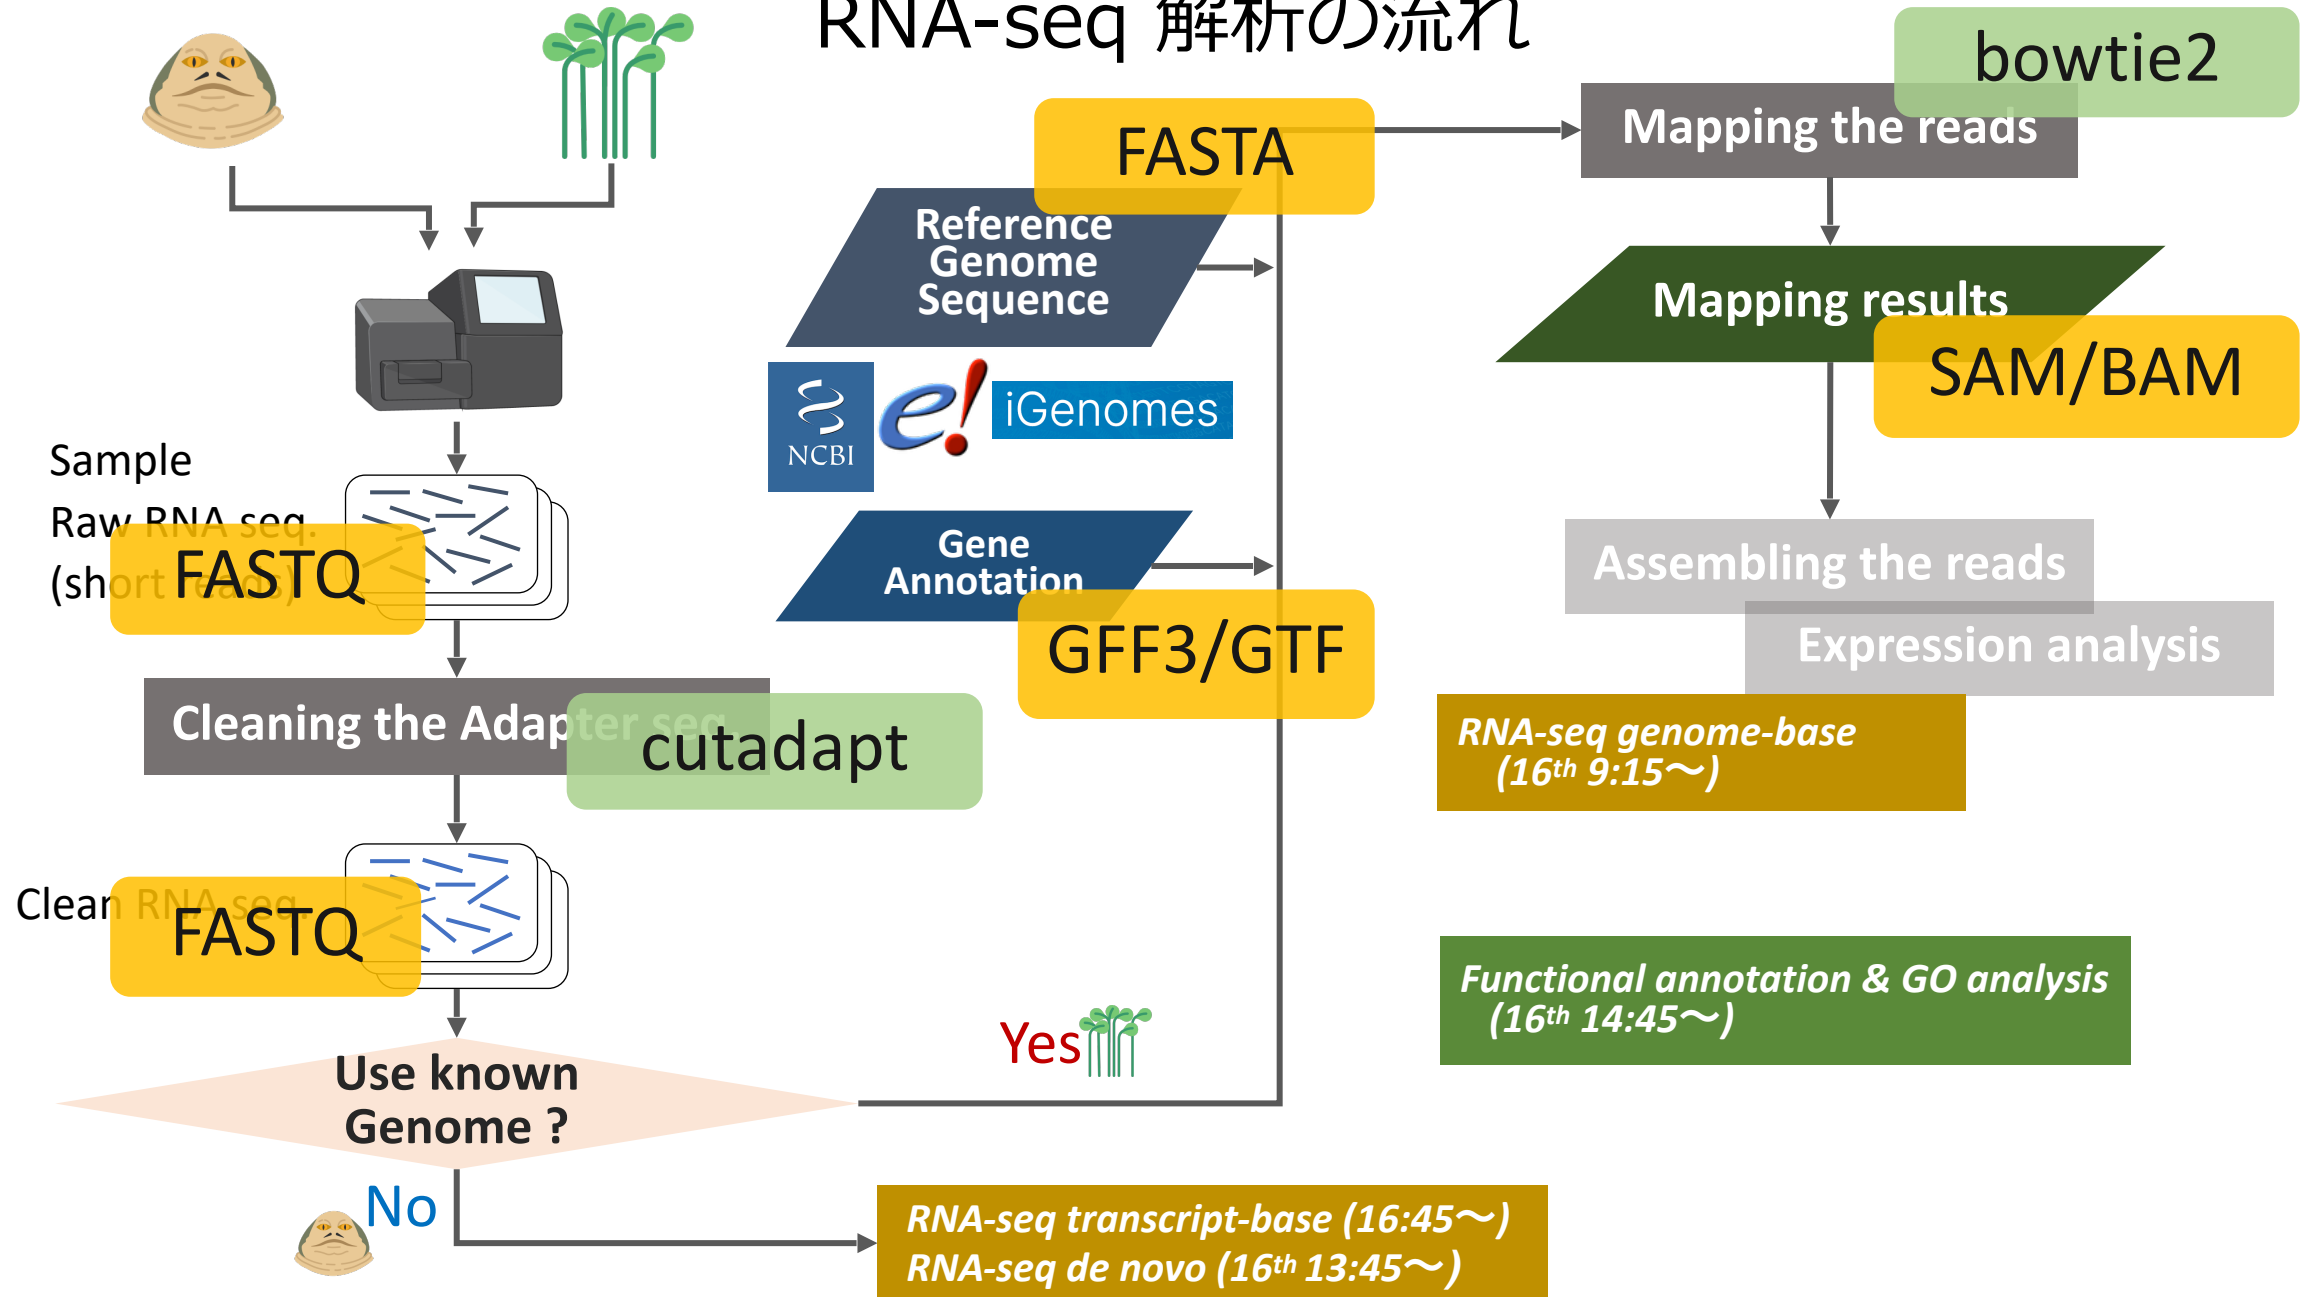 RNA-seq 解析の流れ
bowtie2
Mapping the reads
FASTA
Reference
Genome
Sequence
Mapping results
SAM/BAM
NCBI
e!
iGenomes
Sample
Raw RNA seq.
(short reads)
FASTQ
Gene
Annotation
GFF3/GTF
Assembling the reads
Expression analysis
Cleaning the Adapter seq.
cutadapt
RNA-seq genome-base
(16th 9:15～)
Clean RNA seq.
FASTQ
Functional annotation & GO analysis
(16th 14:45～)
Yes
Use known
Genome ?
No
RNA-seq transcript-base (16:45～)
RNA-seq de novo (16th 13:45～)